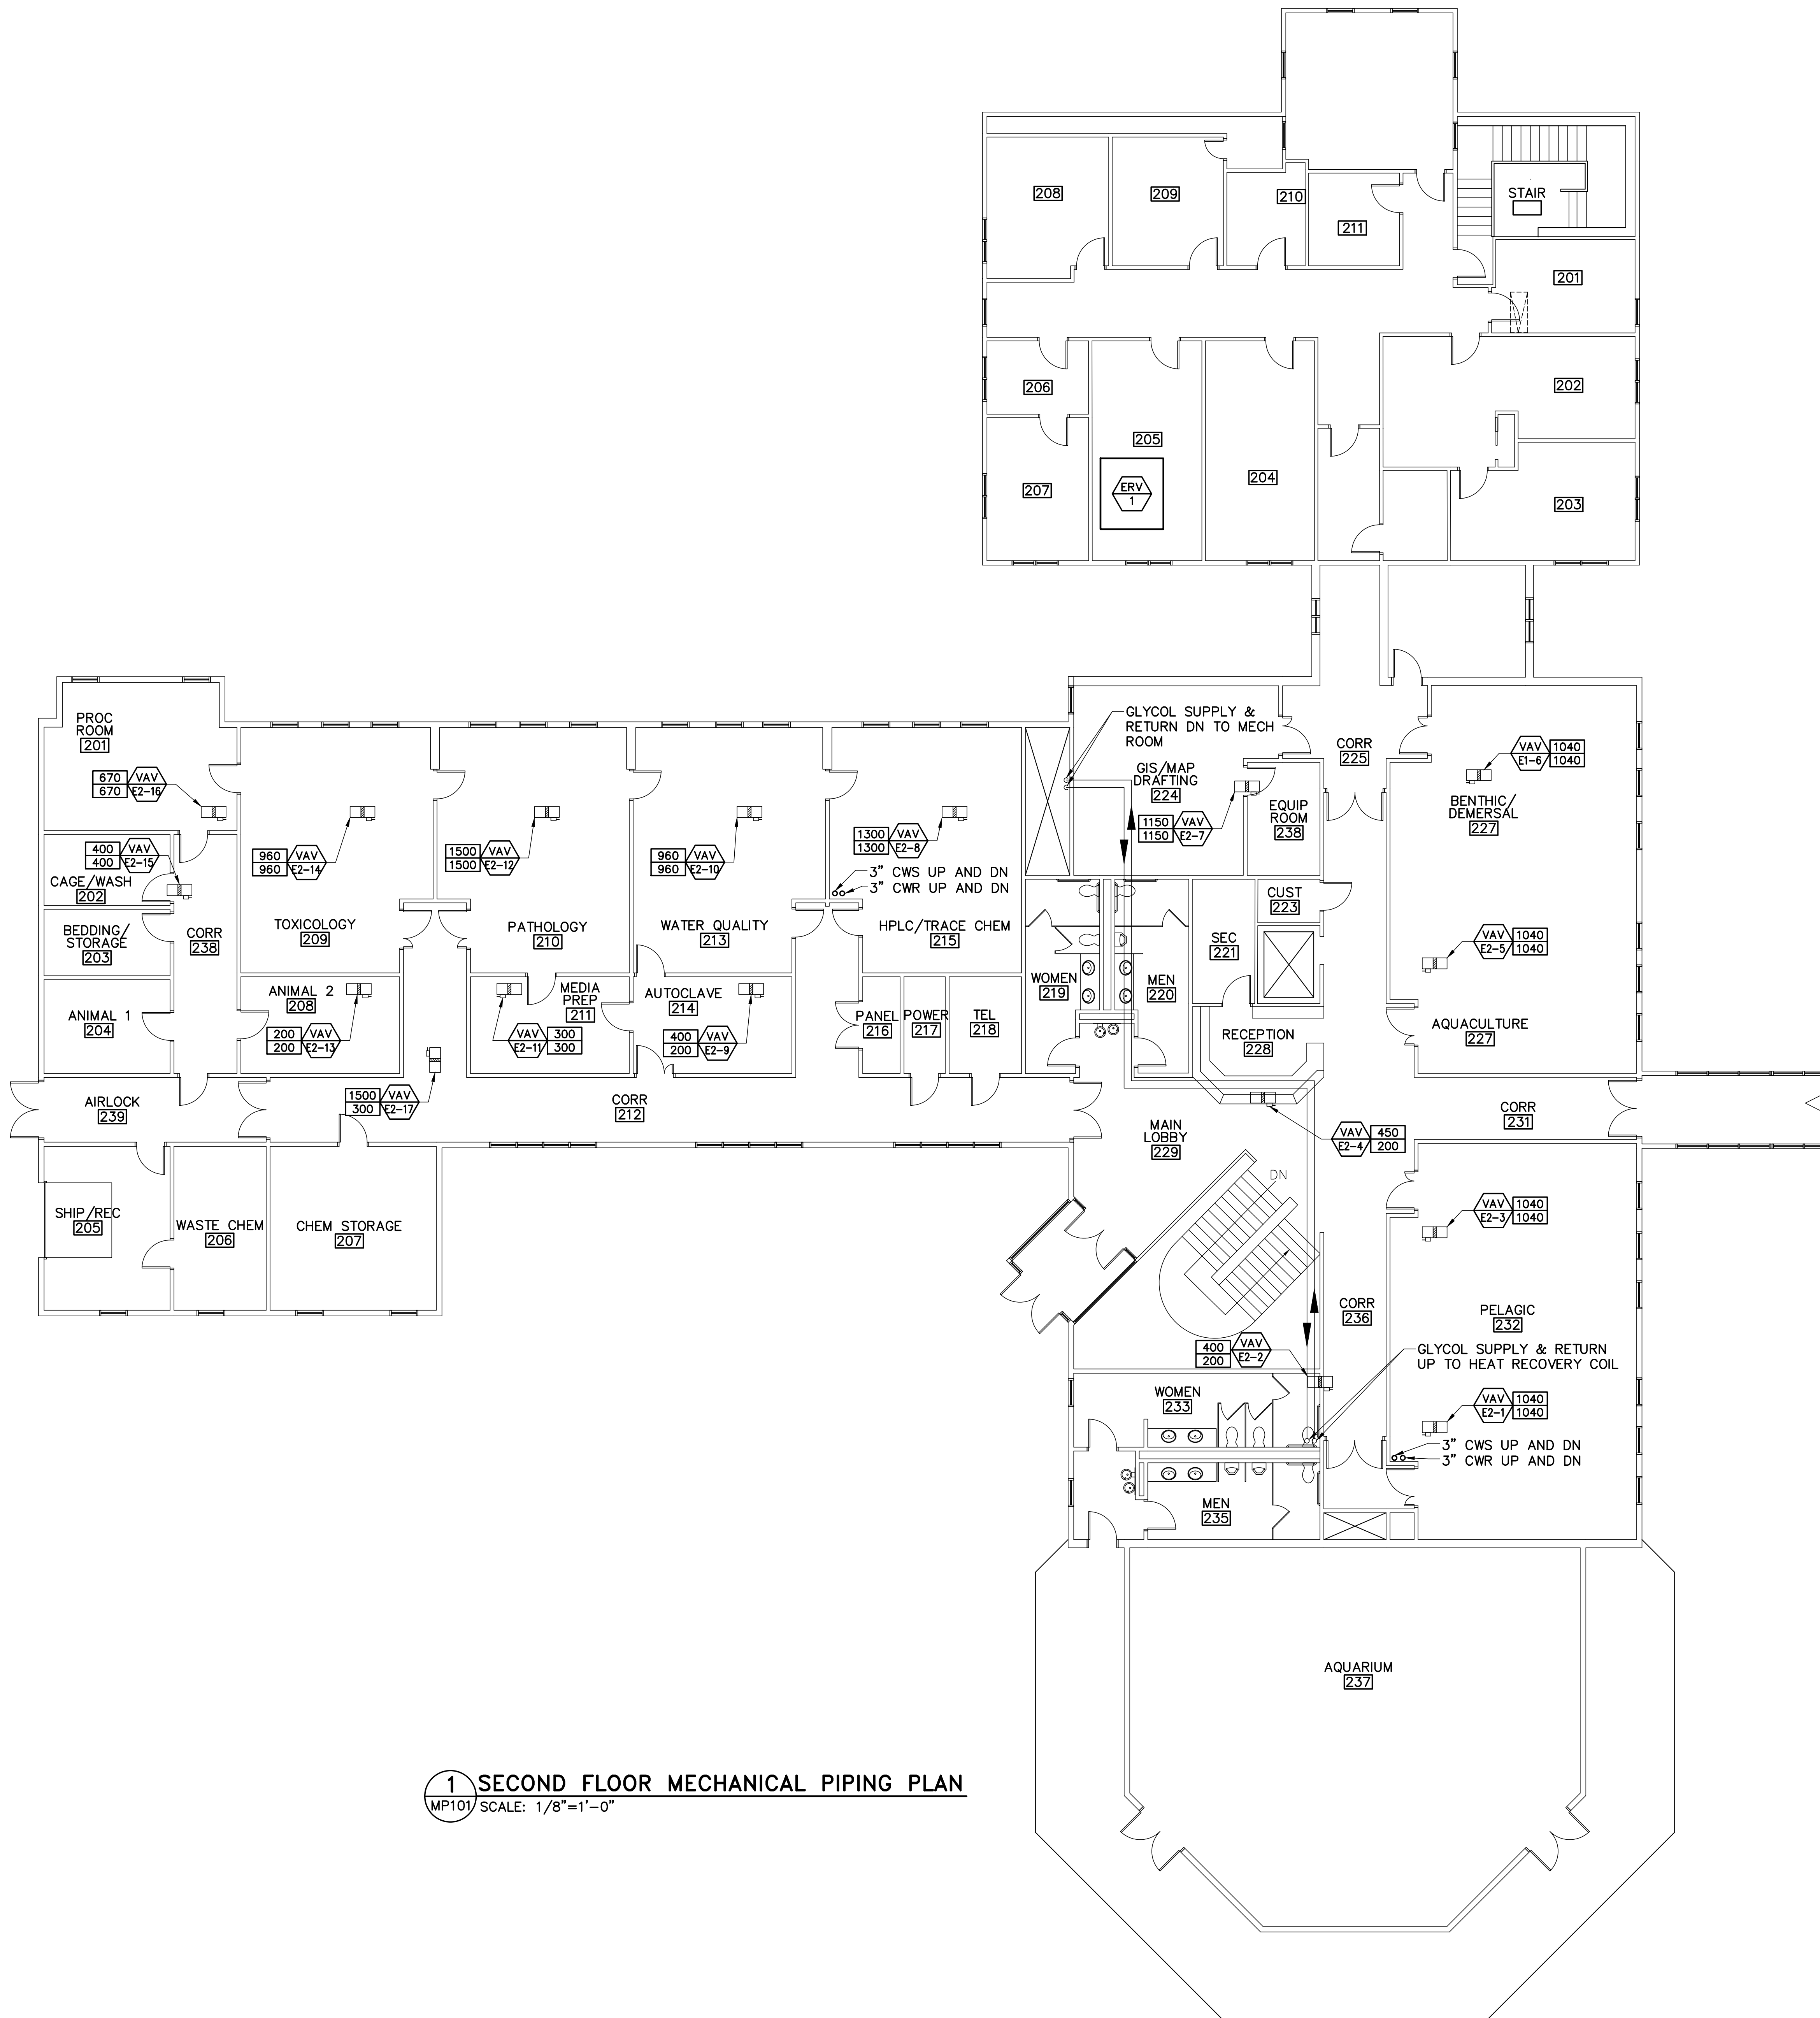 208
209
210
211
STAIR
201
202
203
204
205
206
207
ERV
1
PROC
ROOM
201
670 VAV
670 E2-16
400 VAV
400 E2-15
CAGE/WASH
202
BEDDING/
STORAGE
203
CORR
238
ANIMAL 1
204
960 VAV
960 E2-14
TOXICOLOGY
209
ANIMAL 2
208
200 VAV
200 E2-13
1500 VAV
1500 E2-12
PATHOLOGY
210
MEDIA
PREP
211
VAV 300
E2-11 300
960 VAV
960 E2-10
WATER QUALITY
213
AUTOCLAVE
214
400 VAV
200 E2-9
1300 VAV
1300 E2-8
3" CWS UP AND DN
3" CWR UP AND DN
HPLC/TRACE CHEM
215
PANEL
216
POWER
217
TEL
218
AIRLOCK
239
1500 VAV
300 E2-17
CORR
212
SHIP/REC
205
WASTE CHEM
206
CHEM STORAGE
207
GLYCOL SUPPLY &
RETURN DN TO MECH
ROOM
GIS/MAP
DRAFTING
224
1150 VAV
1150 E2-7
EQUIP
ROOM
238
CORR
225
VAV 1040
E1-6 1040
BENTHIC/
DEMERSAL
227
CUST
223
SEC
221
WOMEN
219
MEN
220
VAV 1040
E2-5 1040
AQUACULTURE
227
RECEPTION
228
MAIN
LOBBY
229
VAV 450
E2-4 200
CORR
231
DN
VAV 1040
E2-3 1040
CORR
236
PELAGIC
232
400 VAV
200 E2-2
GLYCOL SUPPLY & RETURN
UP TO HEAT RECOVERY COIL
WOMEN
233
VAV 1040
E2-1 1040
3" CWS UP AND DN
3" CWR UP AND DN
MEN
235
AQUARIUM
237
1 SECOND FLOOR MECHANICAL PIPING PLAN
MP101 SCALE: 1/8"=1'-0"